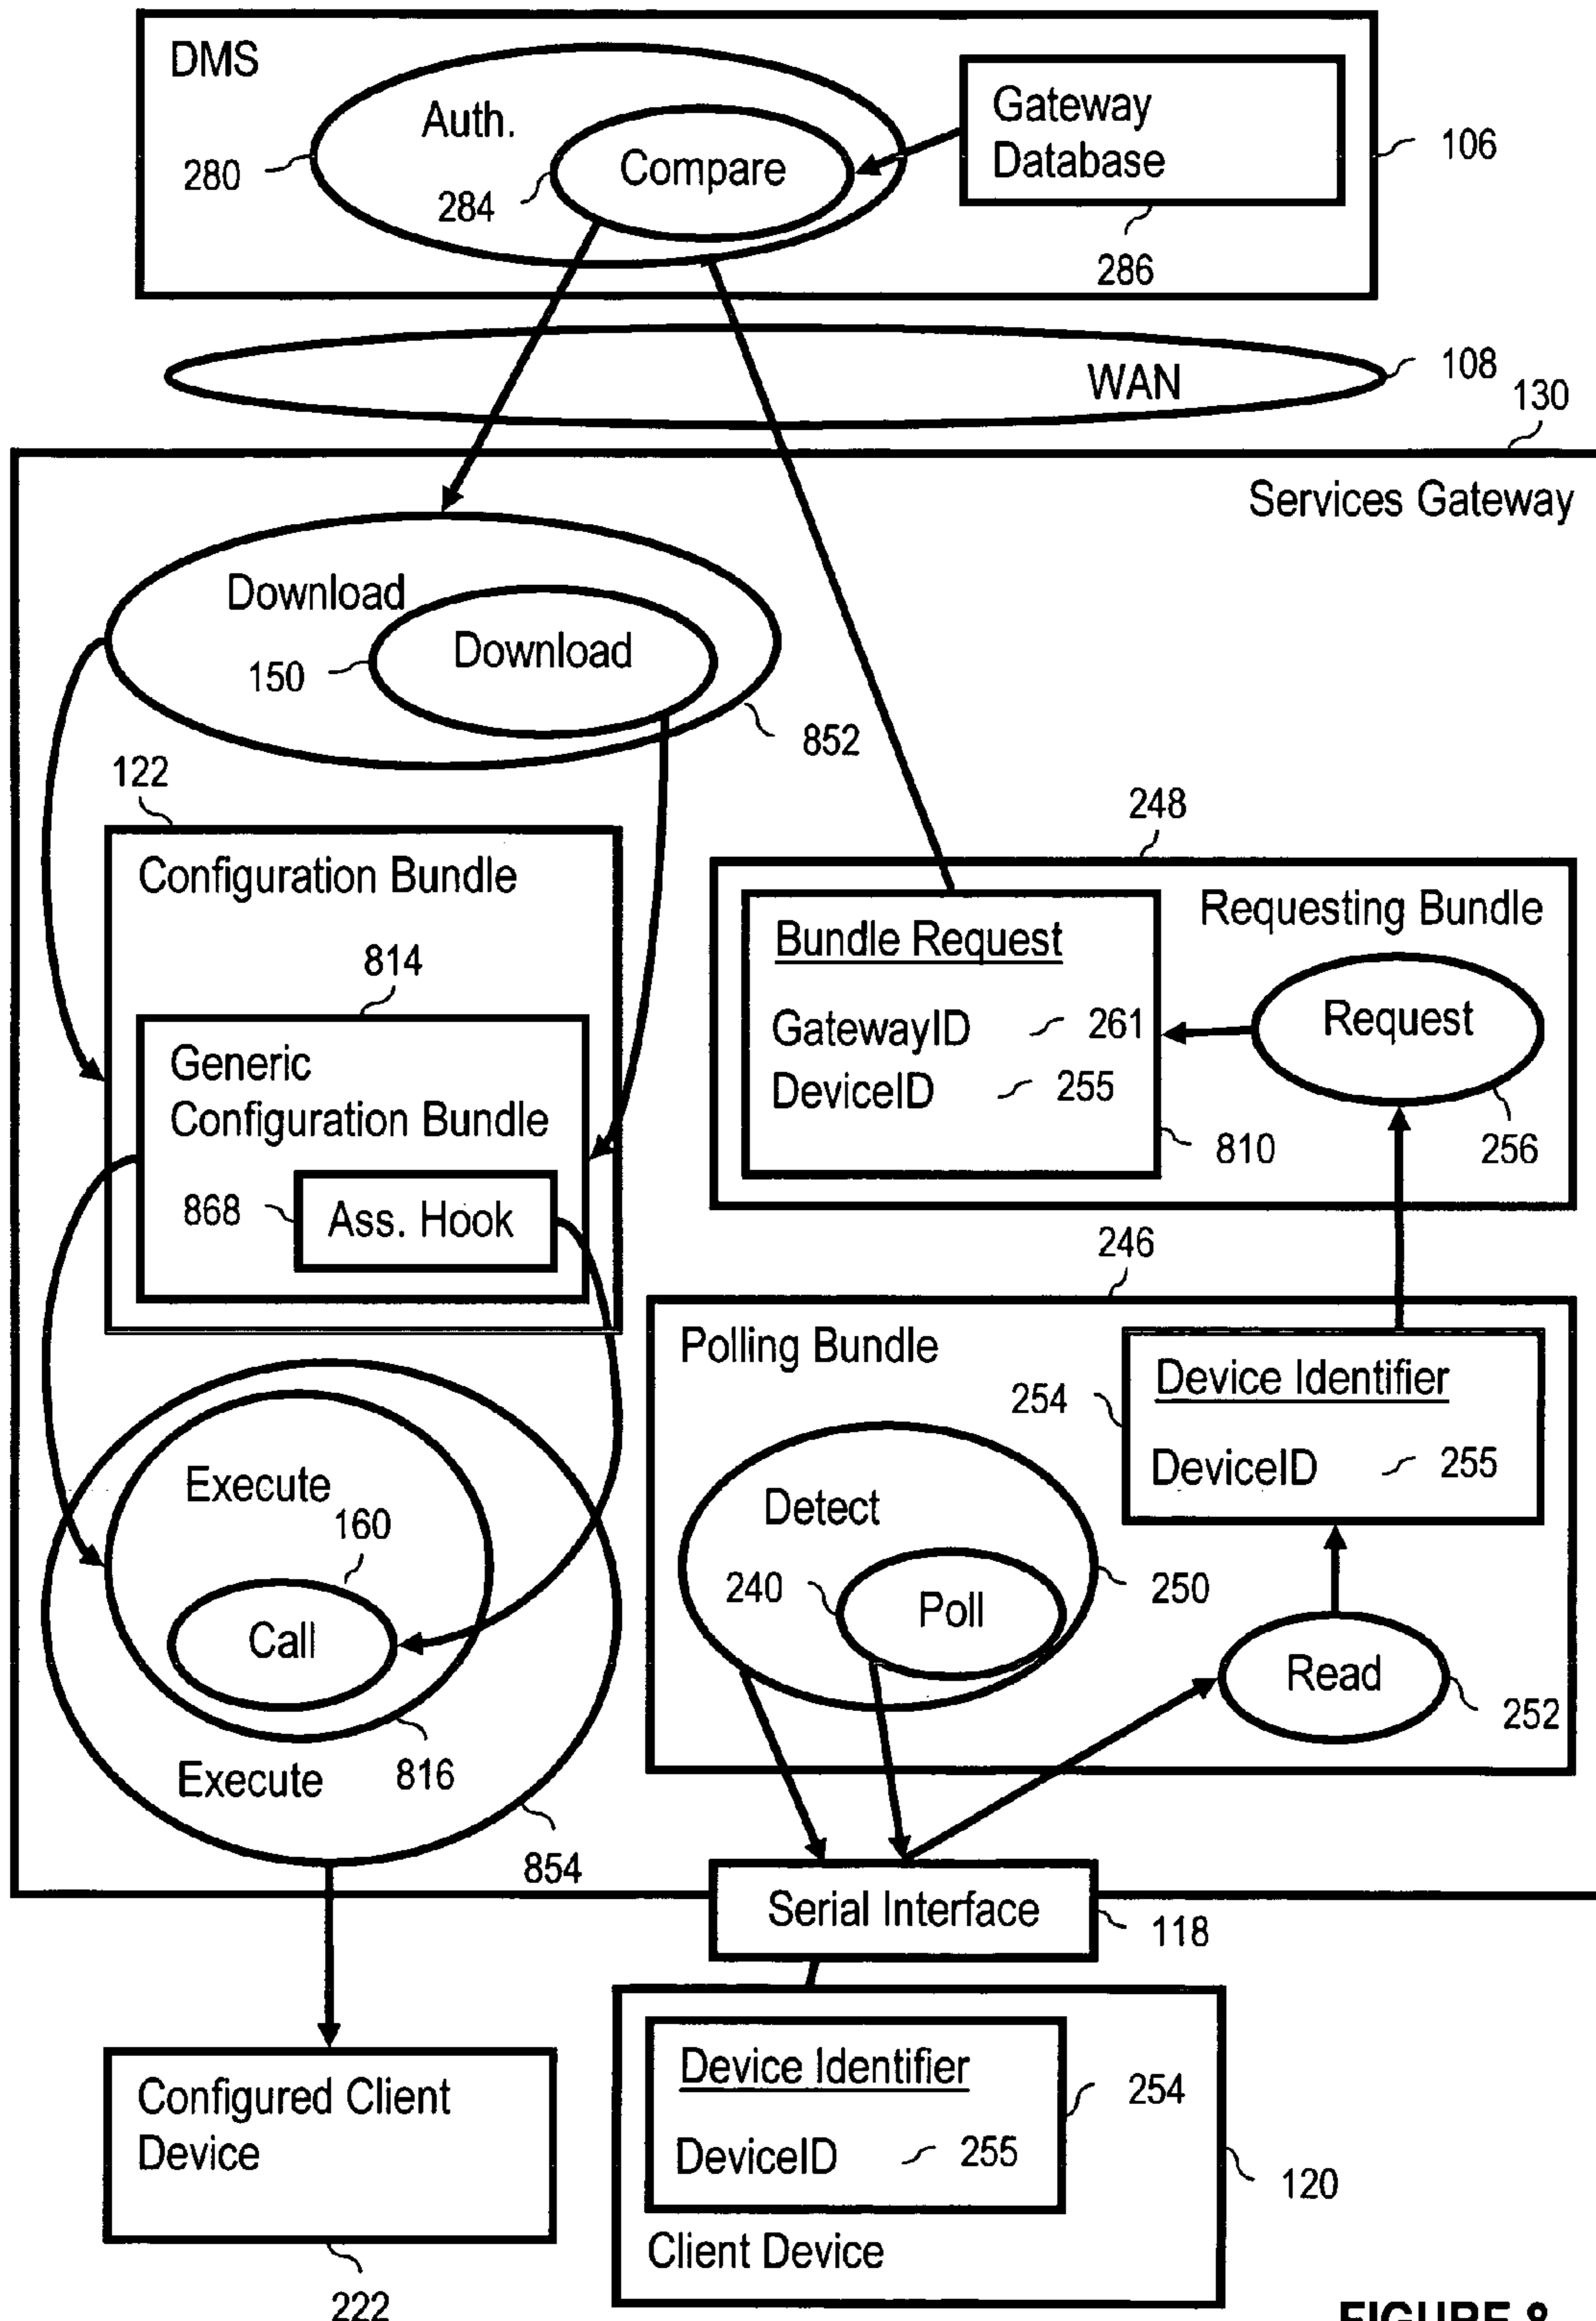 DMS
Auth.
280
Compare
284
Gateway
Database
106
286
WAN
108
130
Services Gateway
Download
Download
150
852
122
Configuration Bundle
814
Generic
Configuration Bundle
868
Ass. Hook
248
Requesting Bundle
Bundle Request
GatewayID 261
DeviceID 255
Request
810
256
246
Polling Bundle
254
Device Identifier
DeviceID 255
Detect
240
Poll
250
Read
252
Execute
160
Call
Execute
816
854
Serial Interface
118
Configured Client
Device
222
Device Identifier
DeviceID 255
254
120
Client Device
FIGURE 8